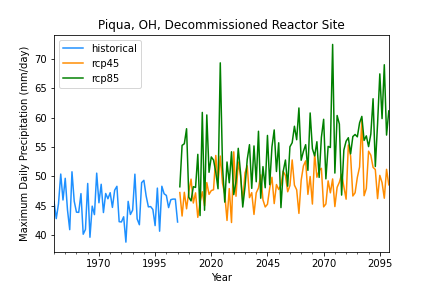 Piqua, OH, Decommissioned Reactor Site
historical
rcp45
rcp85
Maximum Daily Precipitation (mm/day)
70
65
60
55
50
45
40
1970 1995 2020 2045 2070 2095
Year